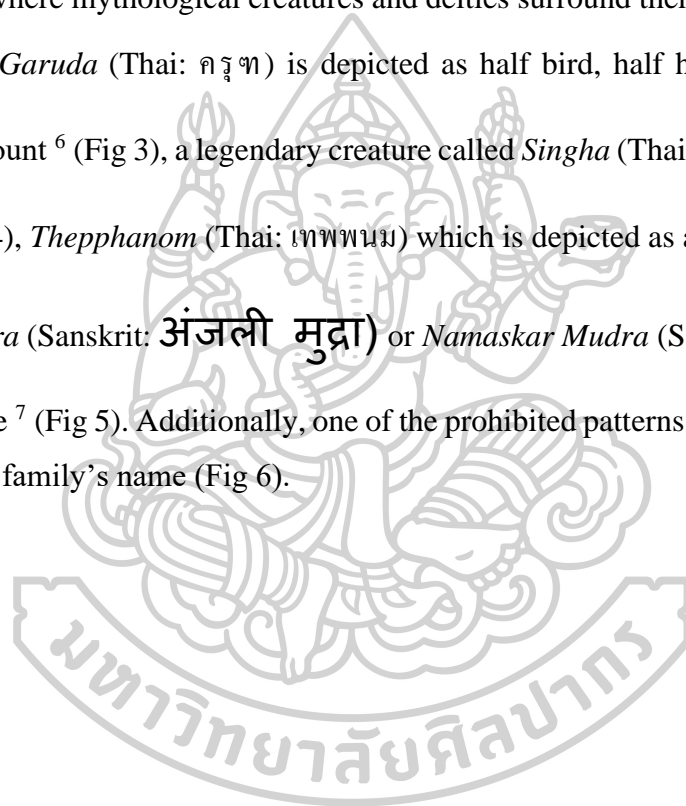 where mythological creatures and deities surround
Garuda (Thai: ครุฑ) is depicted as half bird, half
ount 6 (Fig 3), a legendary creature called Singha (Thai
), Thepphanom (Thai: เทพพนม) which is depicted as a
ra (Sanskrit: अंजली मुद्रा) or Namaskar Mudra (S
e 7 (Fig 5). Additionally, one of the prohibited patterns
family’s name (Fig 6).
มหาวิทยาลัยศิลปากร